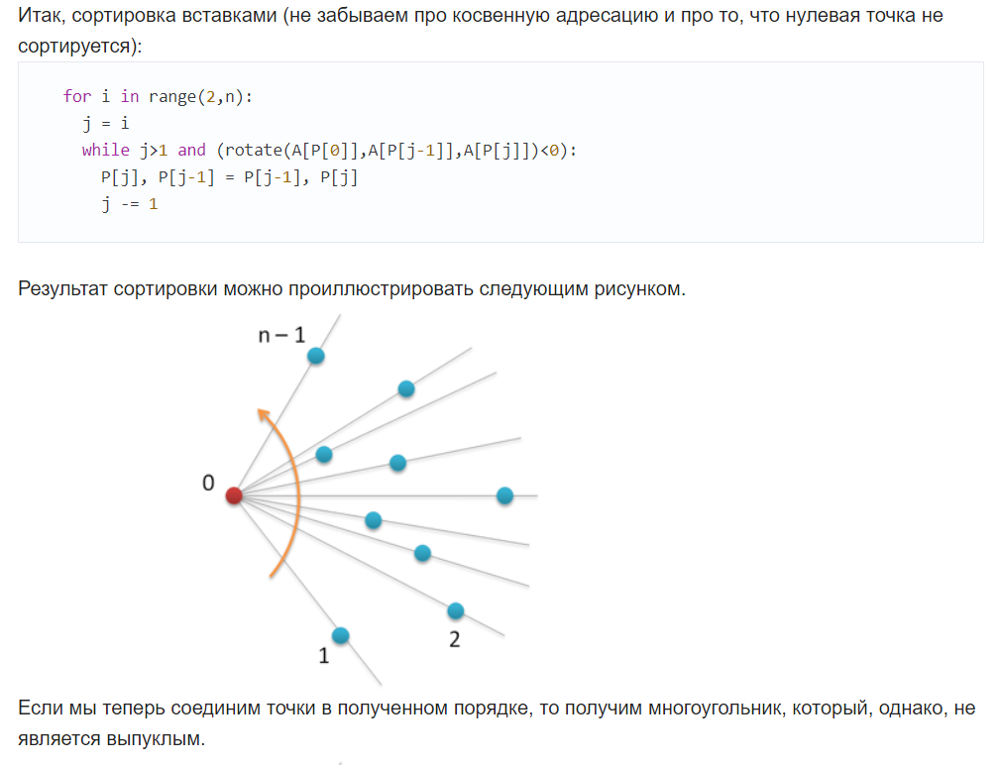 Итак, сортировка вставками (не забываем про косвенную адресацию и про то, что нулевая точка не
сортируется):
for i in range(2,n):
j = i
while j>1 and (rotate(A[P[0]],A[P[j-1]],A[P[j]])<0):
P[j], P[j-1] = P[j-1], P[j]
j -= 1
Результат сортировки можно проиллюстрировать следующим рисунком.
n – 1
0
2
1
Если мы теперь соединим точки в полученном порядке, то получим многоугольник, который, однако, не
является выпуклым.